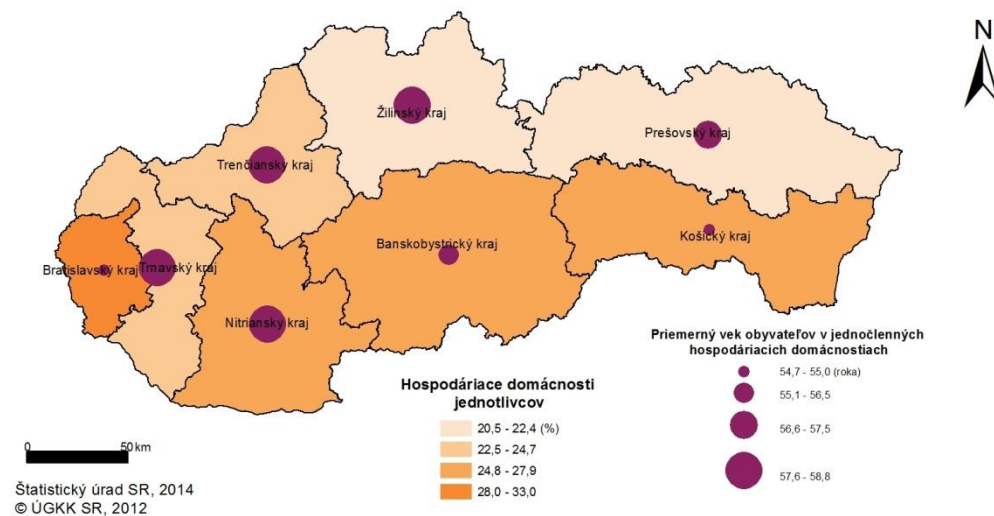 N
Žilinský kraj
Prešovský kraj
Trenčiansky kraj
Košický kraj
Banskobystrický kraj
Bratislavský kraj
Trnavský kraj
Nitriansky kraj
Priemerný vek obyvateľov v jednočlenných
hospodáriacich domácnostiach
54,7 - 55,0 (roka)
55,1 - 56,5
56,6 - 57,5
57,6 - 58,8
Hospodáriace domácnosti
jednotlivcov
20,5 - 22,4 (%)
22,5 - 24,7
24,8 - 27,9
28,0 - 33,0
0 50 km
Štatistický úrad SR, 2014
© ÚGKK SR, 2012